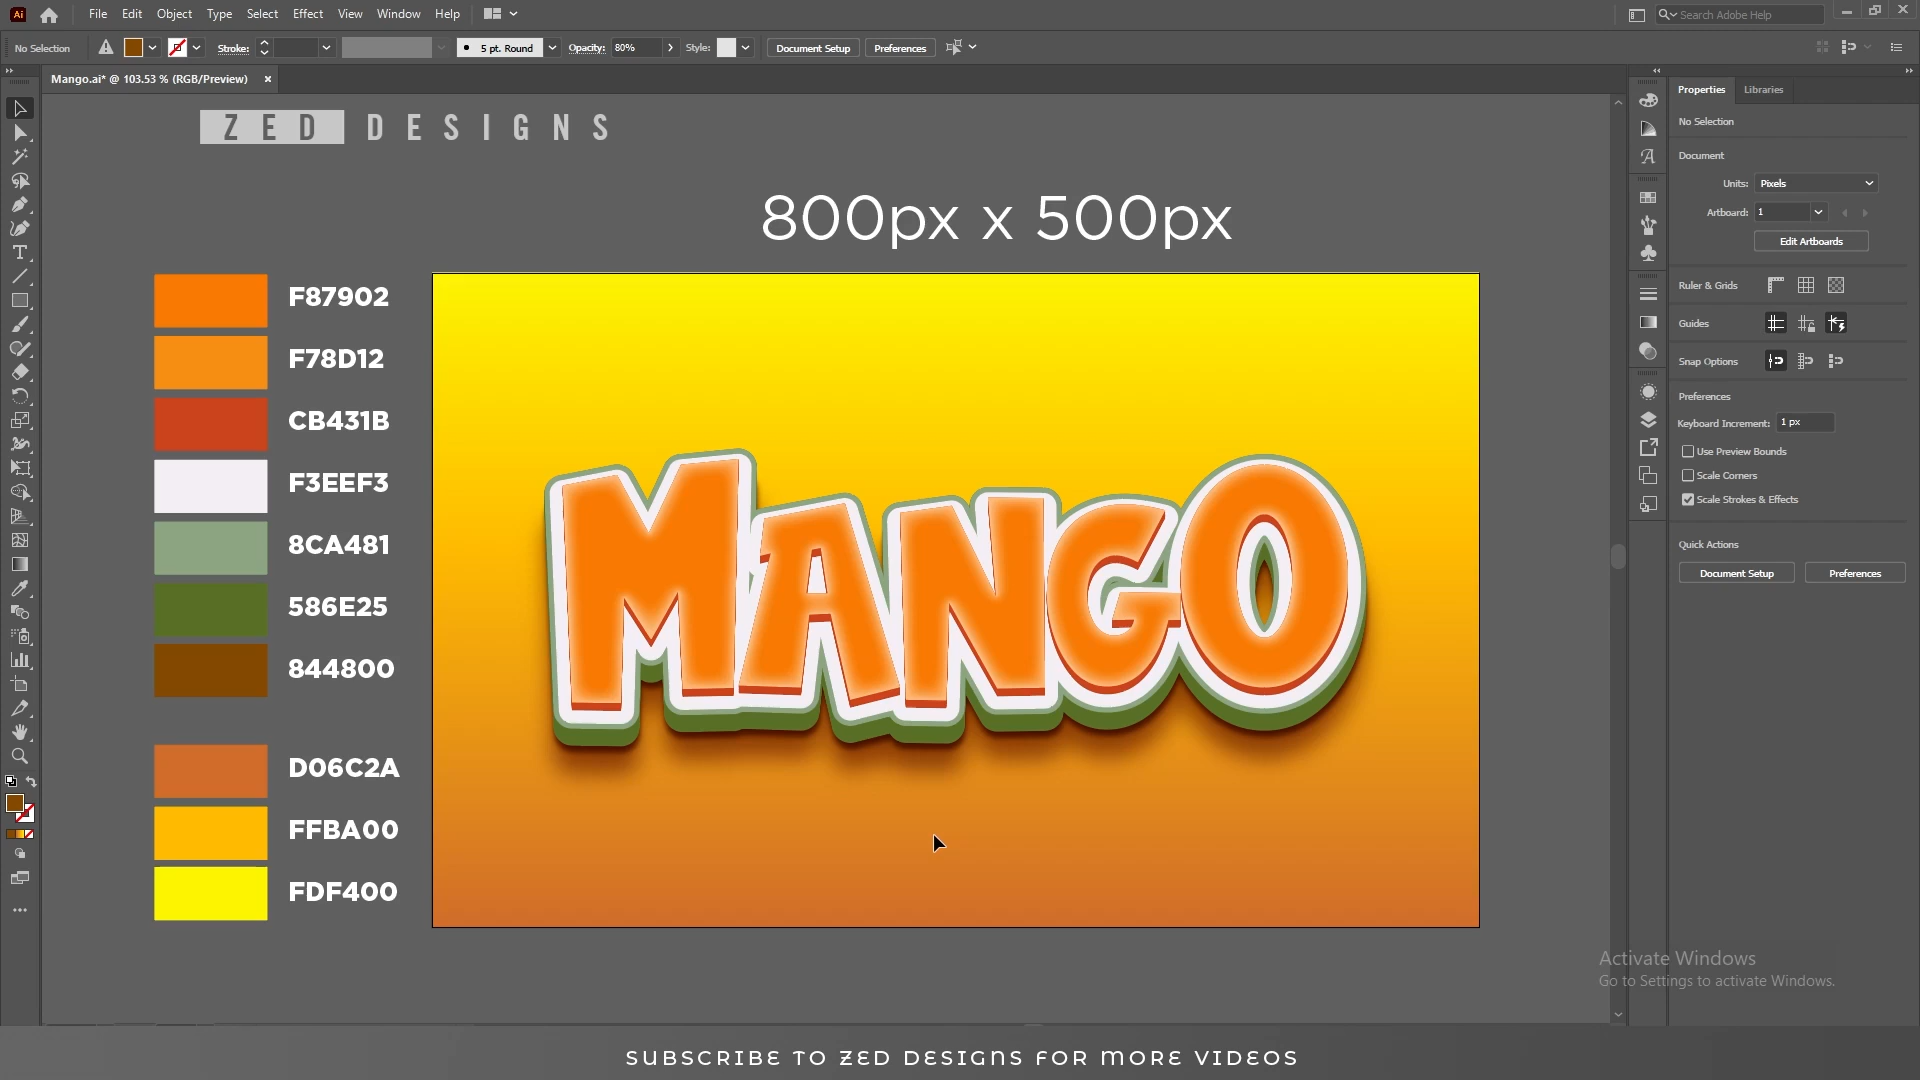 Ai File Edit Object Type Select Effect View Window Help Search Adobe Help
No Selection Stroke: 5 pt. Round Opacity: 80% Style: Document Setup Preferences
Mango.ai* @ 103.53 % (RGB/Preview) ×
ZED DESIGNS
800px x 500px
F87902
F78D12
CB431B
F3EEF3
8CA481
586E25
844800
D06C2A
FFBA00
FDF400
MANGO
Properties Libraries
No Selection
Document
Units: Pixels
Artboard: 1
Edit Artboards
Ruler & Grids
Guides
Snap Options
Preferences
Keyboard Increment: 1 px
Use Preview Bounds
Scale Corners
Scale Strokes & Effects
Quick Actions
Document Setup Preferences
Activate Windows
Go to Settings to activate Windows.
SUBSCRIBE TO ZED DESIGNS FOR MORE VIDEOS